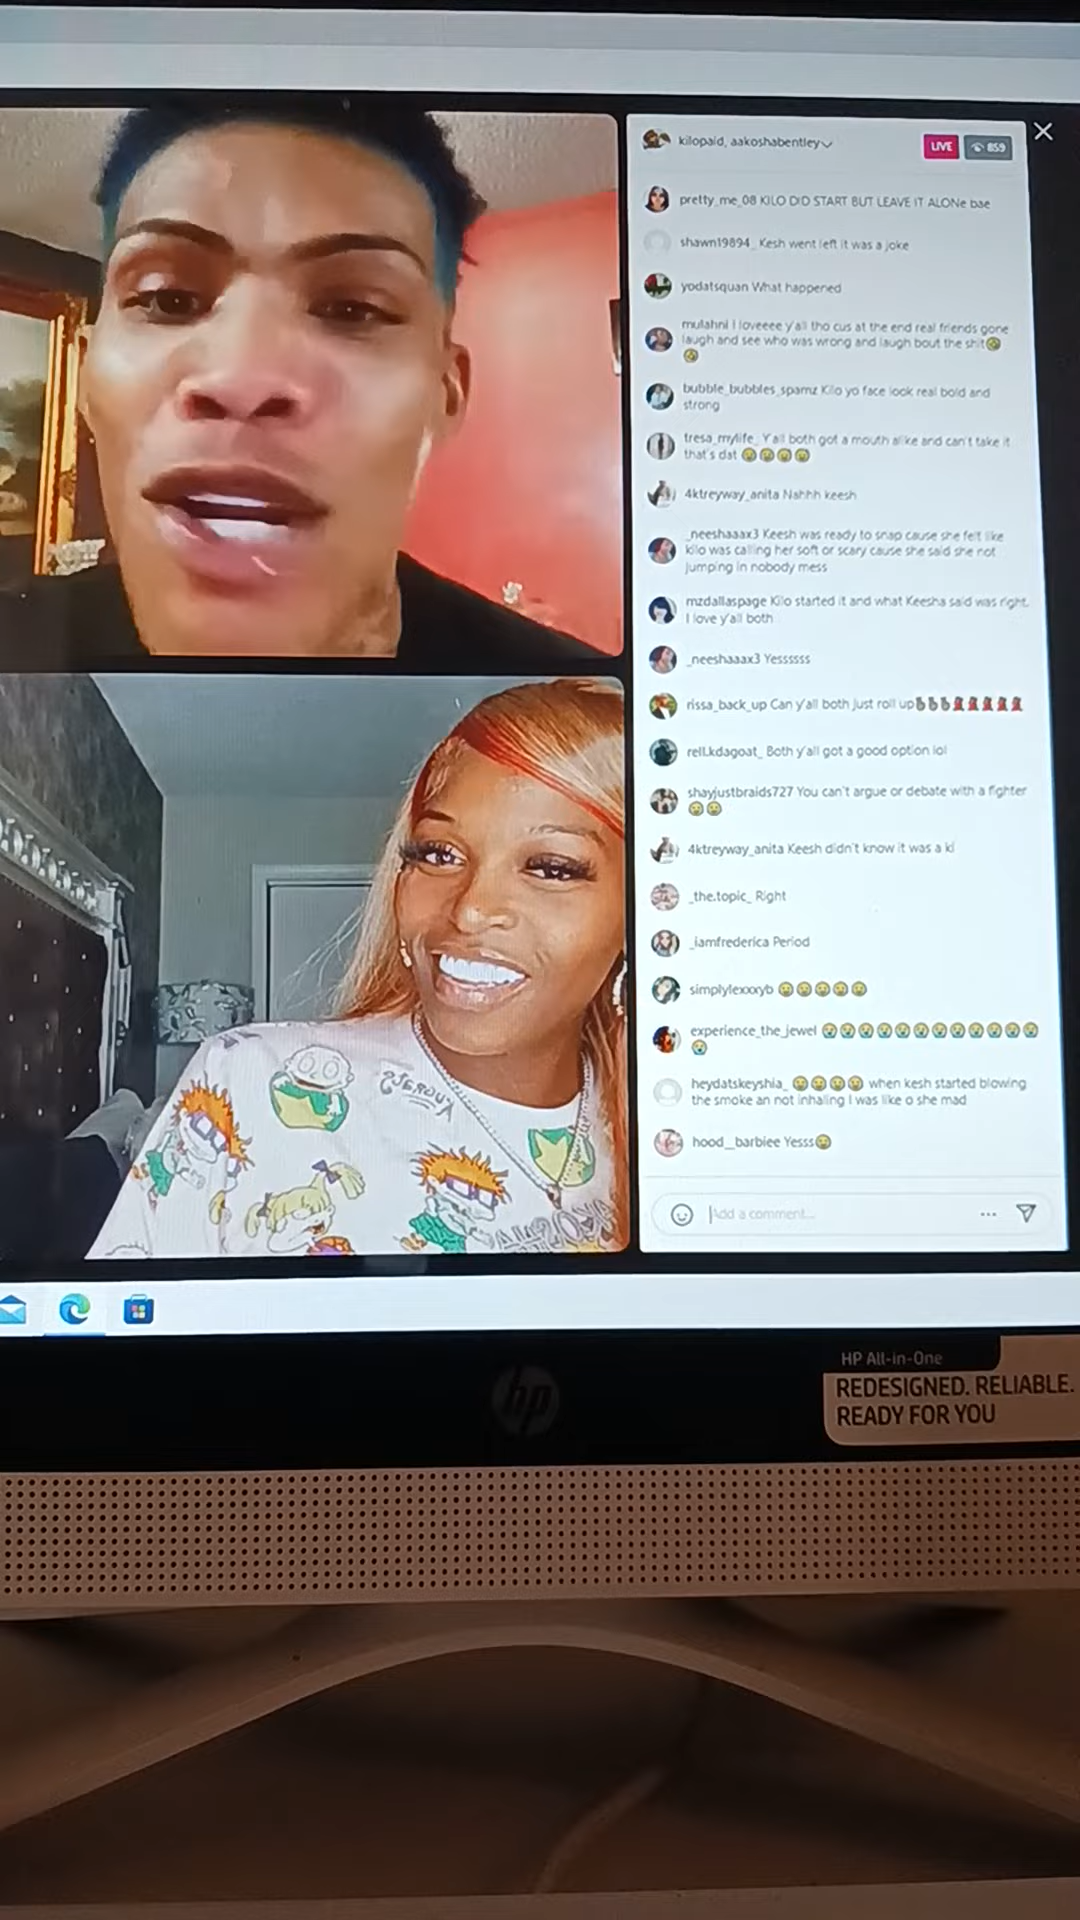 kilopaid, aakoshabentley
LIVE
859
pretty_me_08 KILO DID START BUT LEAVE IT ALONe bae
shawn19894_ Kesh went left it was a joke
yodatsquan What happened
mulahni I loveeee y'all tho cus at the end real friends gone
laugh and see who was wrong and laugh bout the shit🤣
🤣
bubble_bubbles_spamz Kilo yo face look real bold and
strong
tresa_mylife_ Y'all both got a mouth alike and can't take it
that's dat 😂😂😂😂
4ktreyway_anita Nahhh keesh
_neeshaaax3 Keesh was ready to snap cause she felt like
kilo was calling her soft or scary cause she said she not
jumping in nobody mess
mzdallaspage Kilo started it and what Keesha said was right.
I love y'all both
_neeshaaax3 Yessssss
rissa_back_up Can y'all both just roll up
rell.kdagoat_ Both y'all got a good option lol
shayjustbraids727 You can't argue or debate with a fighter
😂😂
4ktreyway_anita Keesh didn't know it was a ki
_the.topic_ Right
_iamfrederica Period
simplylexxxyb 😂😂😂😂😂
experience_the_jewel 😭😭😭😭😭😭😭😭😭😭😭😭
😭
heydatskeyshia_ 😂😂😂😂 when kesh started blowing
the smoke an not inhaling I was like o she mad
hood__barbiee Yesss😂
Add a comment...
hp
HP All-in-One
REDESIGNED. RELIABLE.
READY FOR YOU